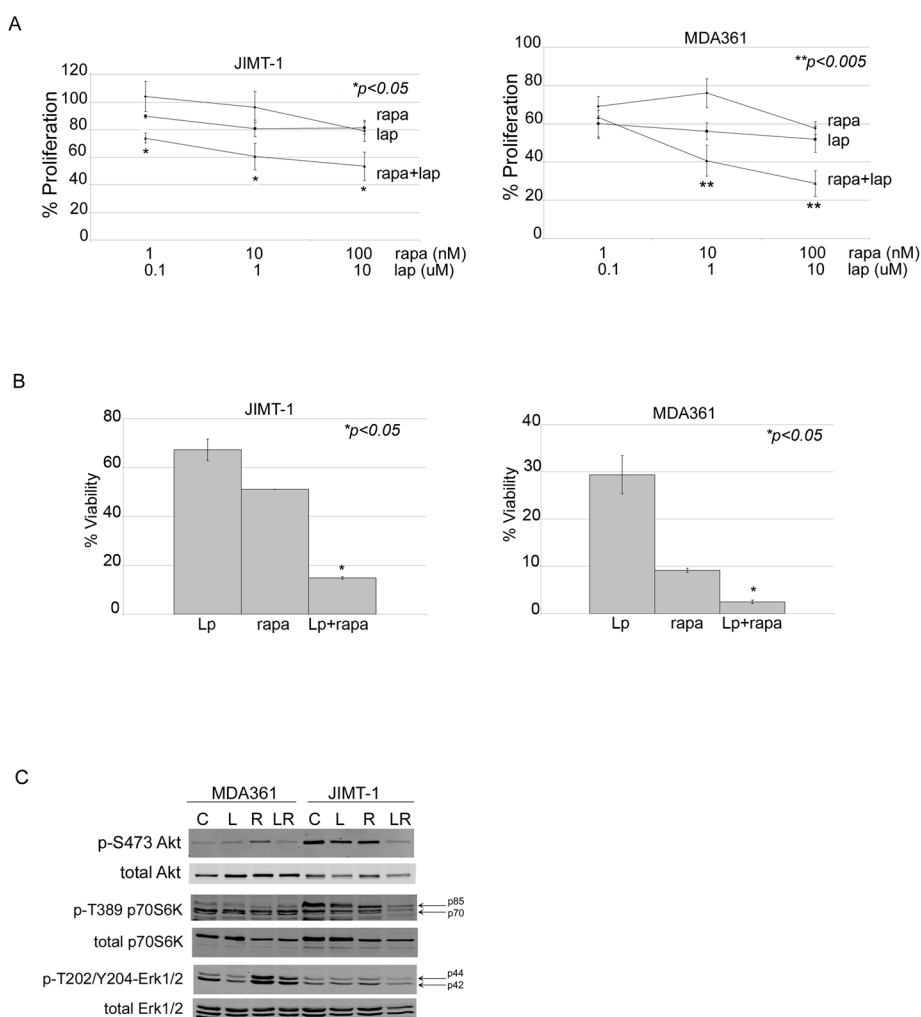 A
JIMT-1
*p<0.05
% Proliferation
120
100
80
60
40
20
0
rapa
lap
rapa+lap
*
*
*
1 10 100 rapa (nM)
0.1 1 10 lap (uM)
MDA361
**p<0.005
% Proliferation
100
80
60
40
20
0
rapa
lap
rapa+lap
**
**
1 10 100 rapa (nM)
0.1 1 10 lap (uM)
B
JIMT-1
*p<0.05
% Viability
80
60
40
20
0
*
Lp rapa Lp+rapa
MDA361
*p<0.05
% Viability
40
30
20
10
0
*
Lp rapa Lp+rapa
C
MDA361 JIMT-1
C L R LR C L R LR
p-S473 Akt
total Akt
p-T389 p70S6K
p85
p70
total p70S6K
p-T202/Y204-Erk1/2
p44
p42
total Erk1/2